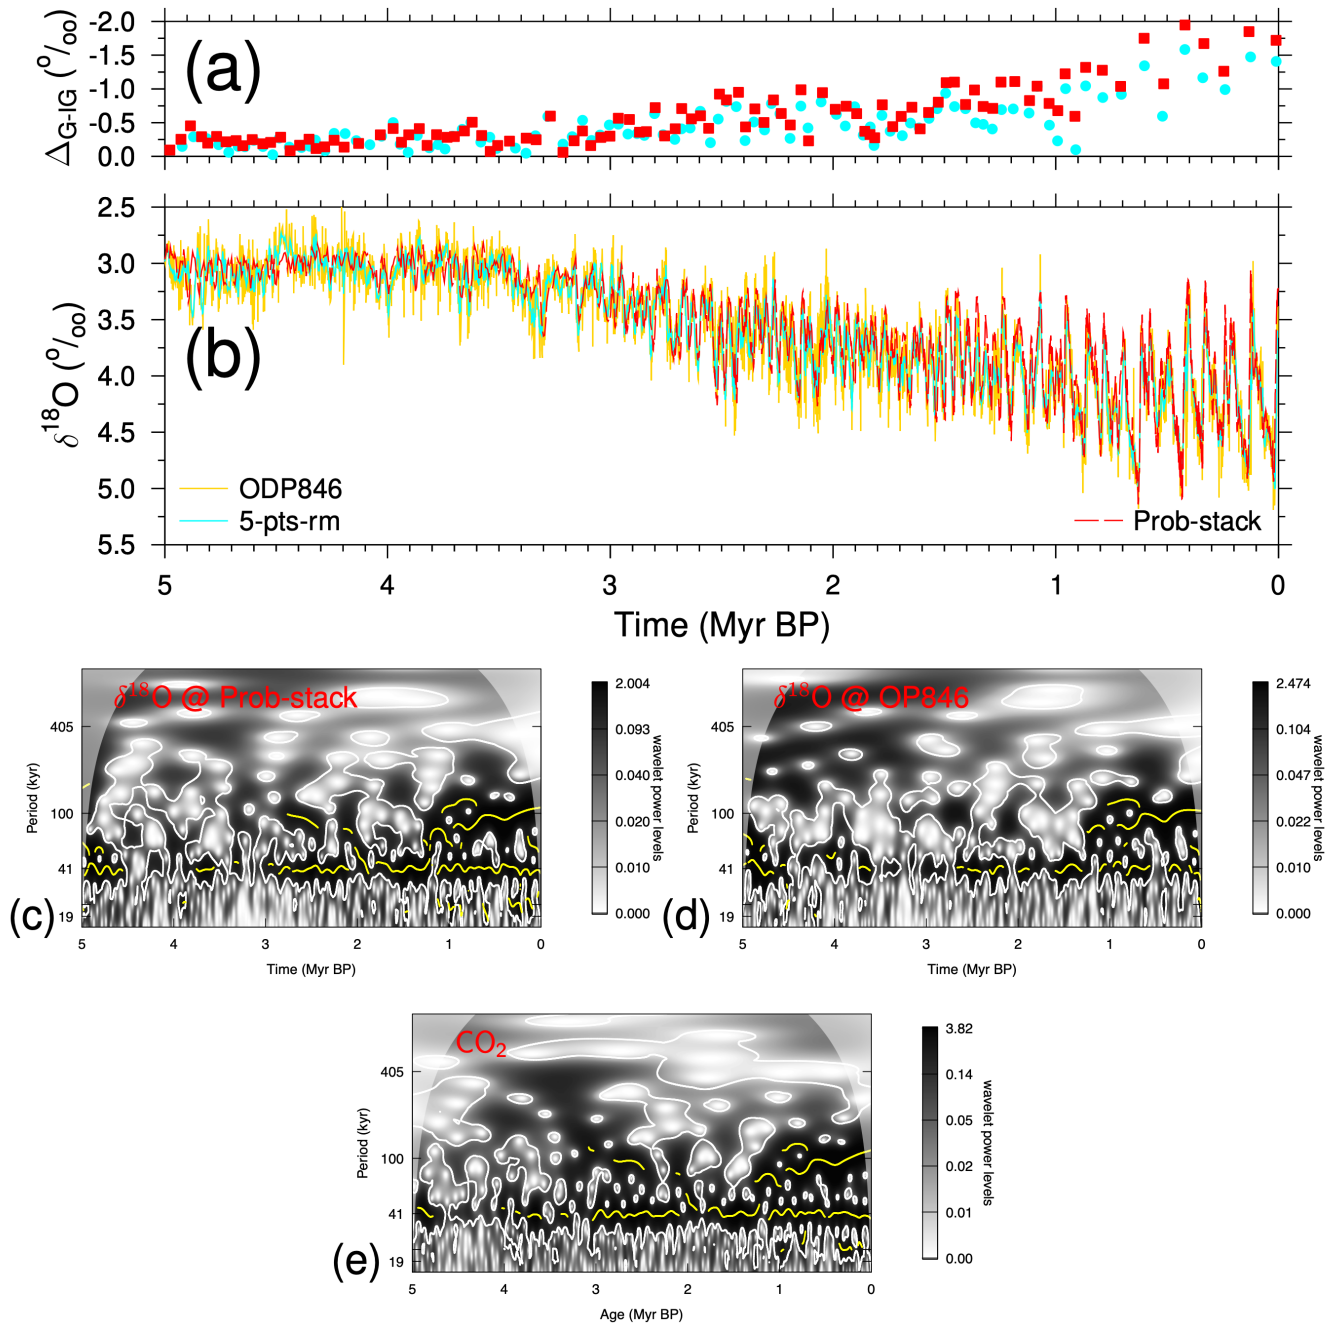 (a)
ΔG-IG (o/oo)
-2.0
-1.5
-1.0
-0.5
0.0
(b)
δ18O (o/oo)
2.5
3.0
3.5
4.0
4.5
5.0
5.5
ODP846
5-pts-rm
Prob-stack
5 4 3 2 1 0
Time (Myr BP)
(c)
δ18O @ Prob-stack
Period (kyr)
405
100
41
19
5 4 3 2 1 0
Time (Myr BP)
2.004
0.093
0.040
0.020
0.010
0.000
wavelet power levels
(d)
δ18O @ OP846
Period (kyr)
405
100
41
19
5 4 3 2 1 0
Time (Myr BP)
2.474
0.104
0.047
0.022
0.010
0.000
wavelet power levels
(e)
CO2
Period (kyr)
405
100
41
19
5 4 3 2 1 0
Age (Myr BP)
3.82
0.14
0.05
0.02
0.01
0.00
wavelet power levels